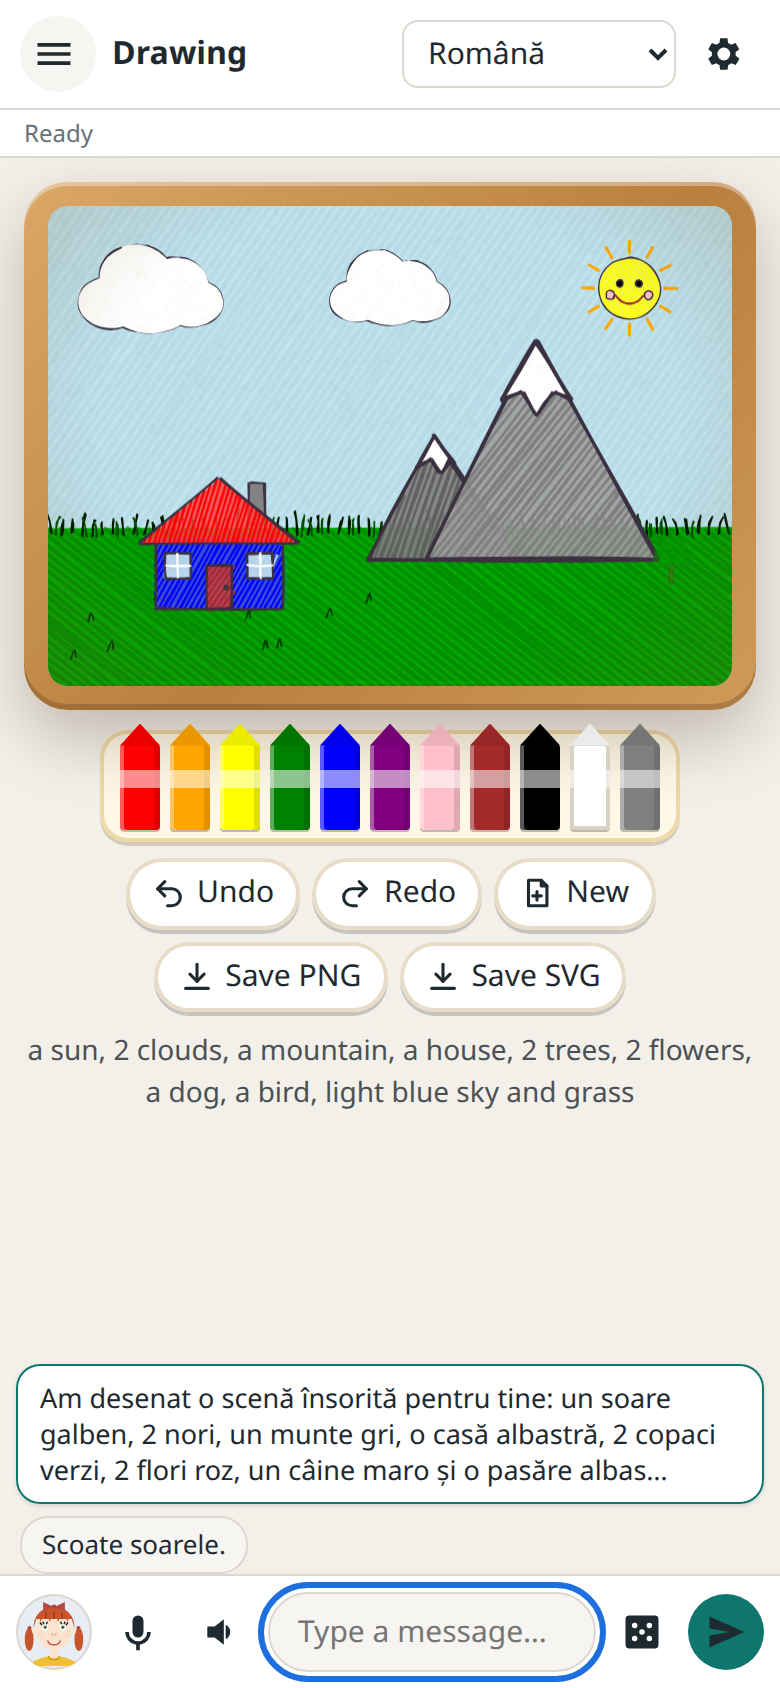 Drawing
Română
Ready
Undo
Redo
New
Save PNG
Save SVG
a sun, 2 clouds, a mountain, a house, 2 trees, 2 flowers,
a dog, a bird, light blue sky and grass
Am desenat o scenă însorită pentru tine: un soare
galben, 2 nori, un munte gri, o casă albastră, 2 copaci
verzi, 2 flori roz, un câine maro și o pasăre albas...
Scoate soarele.
Type a message...